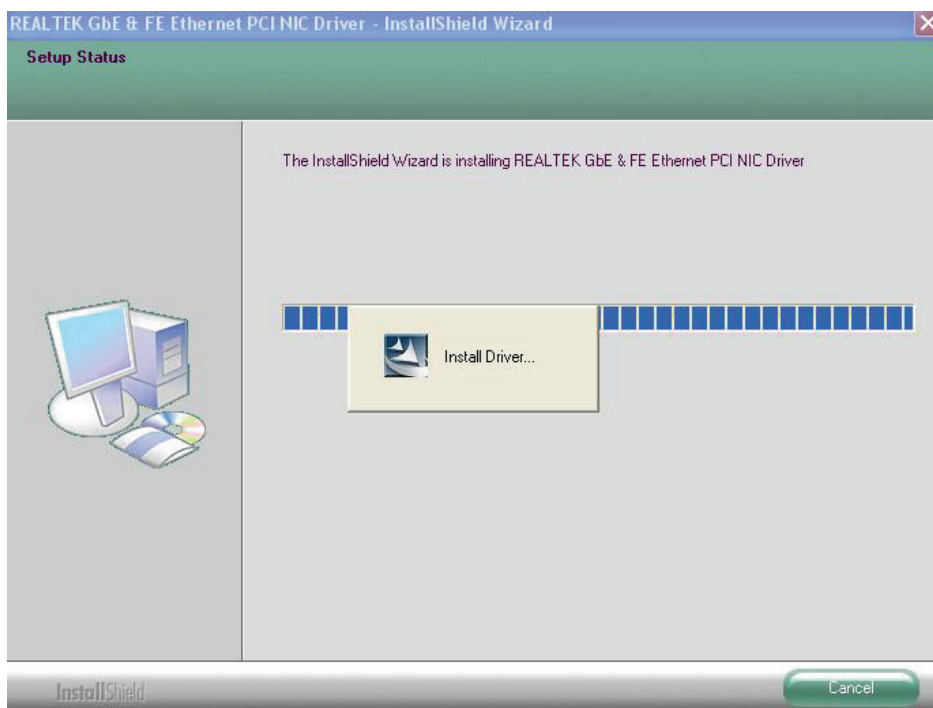 REALTEK GbE & FE Ethernet PCI NIC Driver - InstallShield Wizard
Setup Status
The InstallShield Wizard is installing REALTEK GbE & FE Ethernet PCI NIC Driver
Install Driver...
InstallShield
Cancel